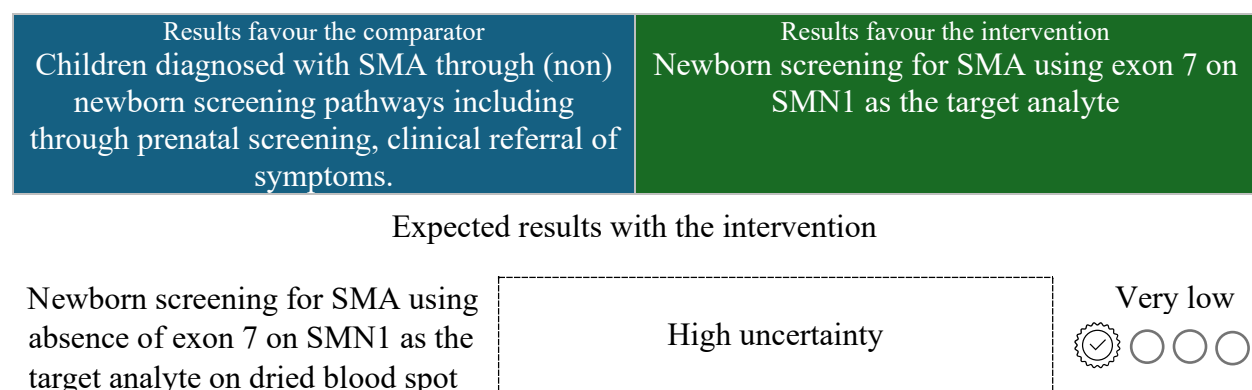 Results favour the comparator
Children diagnosed with SMA through (non)
newborn screening pathways including
through prenatal screening, clinical referral of
symptoms.
Results favour the intervention
Newborn screening for SMA using exon 7 on
SMN1 as the target analyte
Expected results with the intervention
Newborn screening for SMA using
absence of exon 7 on SMN1 as the
target analyte on dried blood spot
High uncertainty
Very low